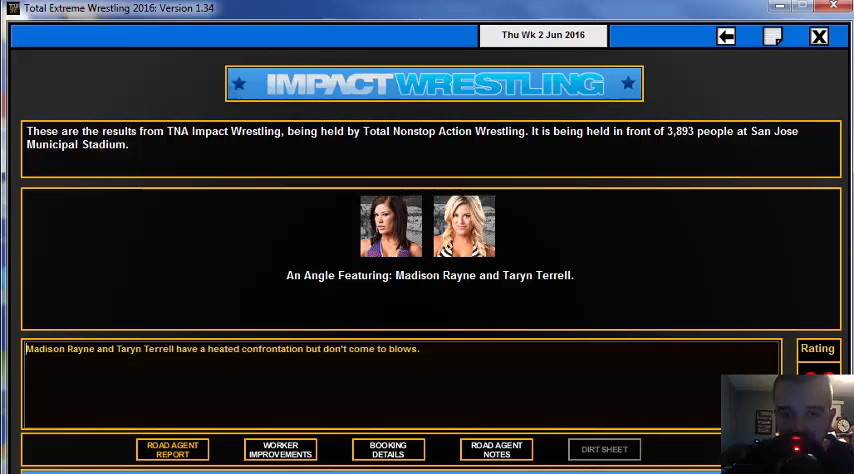 Total Extreme Wrestling 2016: Version 1.34
Thu Wk 2 Jun 2016
IMPACT WRESTLING
These are the results from TNA Impact Wrestling, being held by Total Nonstop Action Wrestling. It is being held in front of 3,893 people at San Jose
Municipal Stadium.
An Angle Featuring: Madison Rayne and Taryn Terrell.
Madison Rayne and Taryn Terrell have a heated confrontation but don't come to blows.
Rating
ROAD AGENT
REPORT
WORKER
IMPROVEMENTS
BOOKING
DETAILS
ROAD AGENT
NOTES
DIRT SHEET